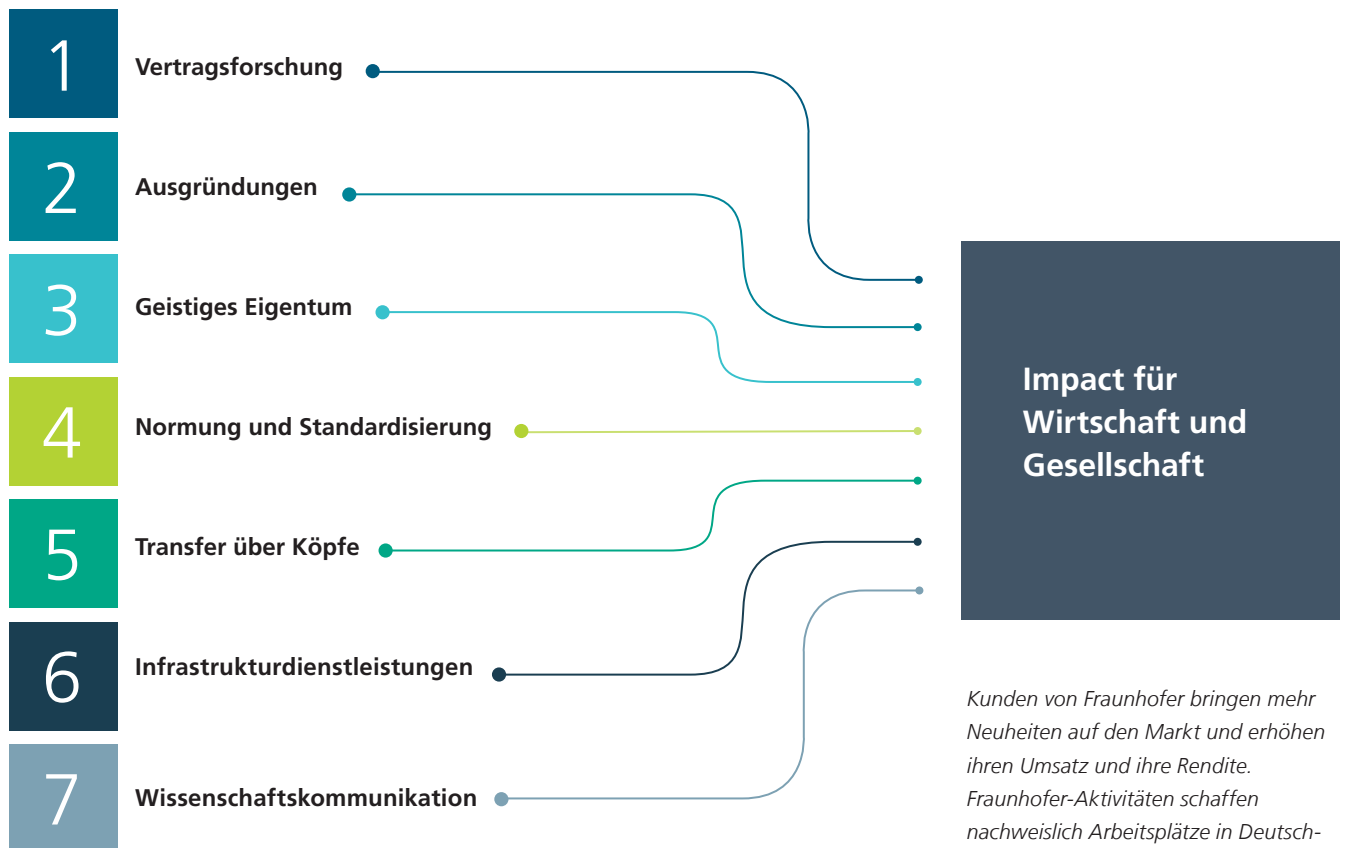 1
Vertragsforschung
2
Ausgründungen
3
Geistiges Eigentum
4
Normung und Standardisierung
5
Transfer über Köpfe
6
Infrastrukturdienstleistungen
7
Wissenschaftskommunikation
Impact für
Wirtschaft und
Gesellschaft
Kunden von Fraunhofer bringen mehr
Neuheiten auf den Markt und erhöhen
ihren Umsatz und ihre Rendite.
Fraunhofer-Aktivitäten schaffen
nachweislich Arbeitsplätze in Deutsch-